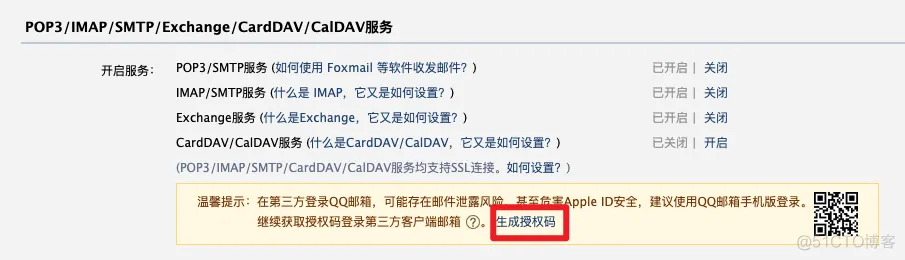 POP3/IMAP/SMTP/Exchange/CardDAV/CalDAV服务
开启服务： POP3/SMTP服务 (如何使用 Foxmail 等软件收发邮件？) 已开启 | 关闭
IMAP/SMTP服务 (什么是 IMAP，它又是如何设置？) 已开启 | 关闭
Exchange服务 (什么是Exchange，它又是如何设置？) 已开启 | 关闭
CardDAV/CalDAV服务 (什么是CardDAV/CalDAV，它又是如何设置？) 已关闭 | 开启
(POP3/IMAP/SMTP/CardDAV/CalDAV服务均支持SSL连接。如何设置？)
温馨提示：在第三方登录QQ邮箱，可能存在邮件泄露风险，甚至危害Apple ID安全，建议使用QQ邮箱手机版登录。
继续获取授权码登录第三方客户端邮箱 ?。 生成授权码
@51CTO博客